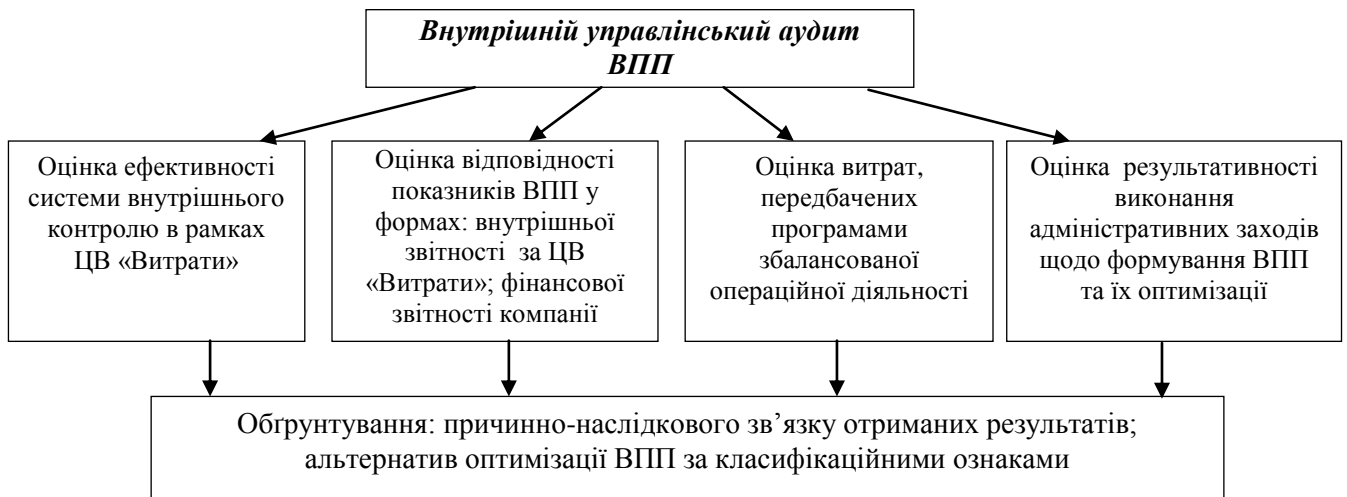 Внутрішній управлінський аудит
ВПП
Оцінка ефективності
системи внутрішнього
контролю в рамках
ЦВ «Витрати»
Оцінка відповідності
показників ВПП у
формах: внутрішньої
звітності за ЦВ
«Витрати»; фінансової
звітності компанії
Оцінка витрат,
передбачених
програмами
збалансованої
операційної діяльності
Оцінка результативності
виконання
адміністративних заходів
щодо формування ВПП
та їх оптимізації
Обґрунтування: причинно-наслідкового зв’язку отриманих результатів;
альтернатив оптимізації ВПП за класифікаційними ознаками